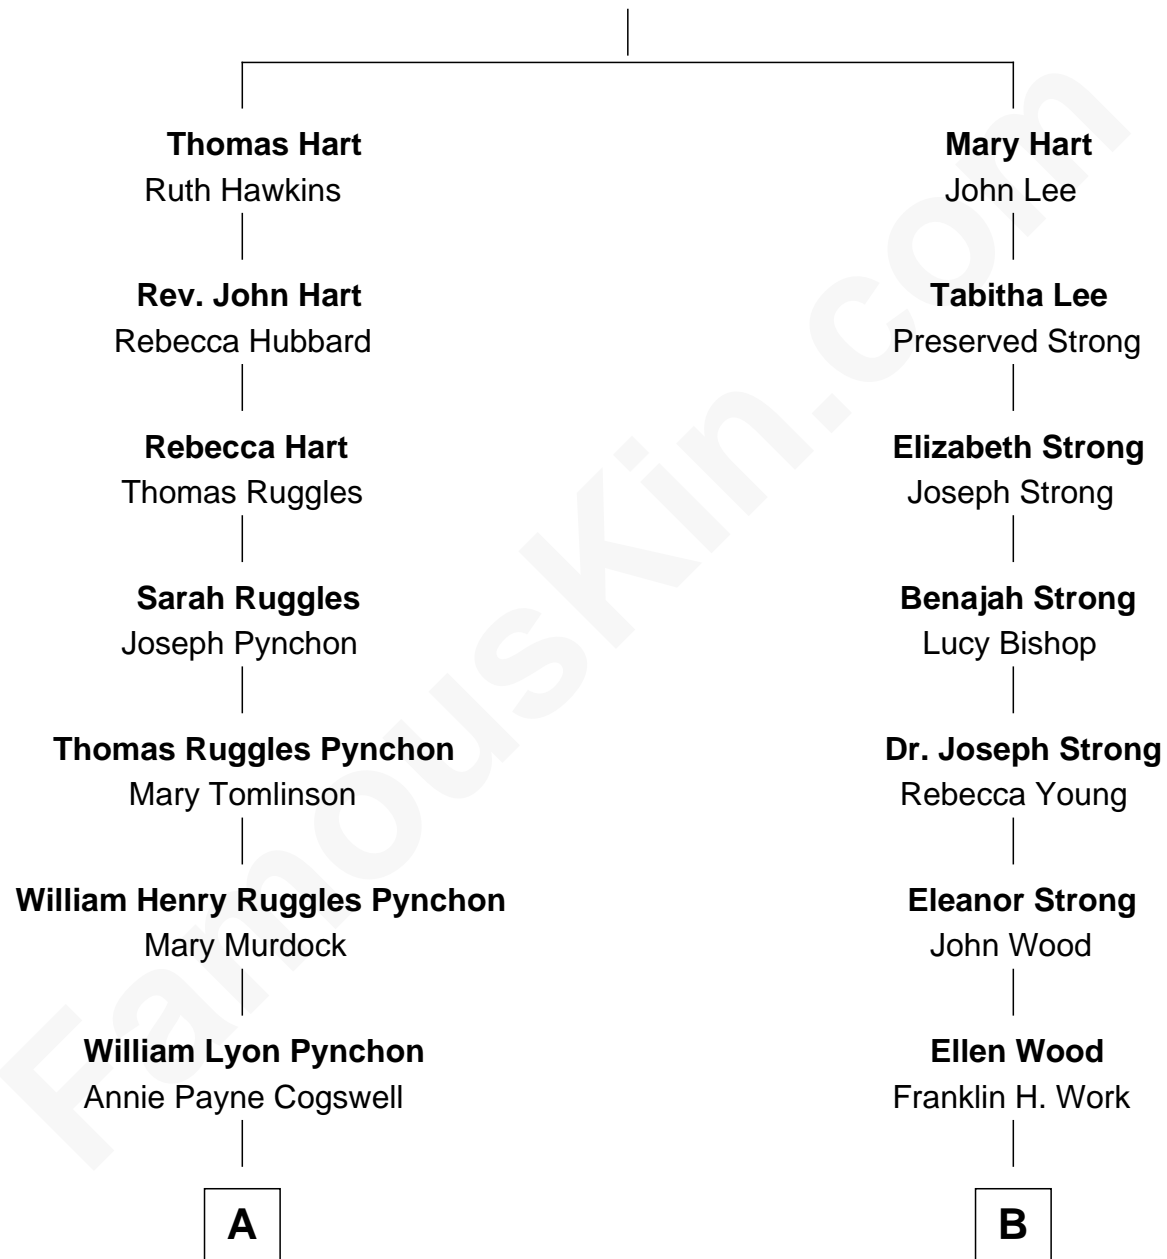 Thomas Hart
Ruth Hawkins
Rev. John Hart
Rebecca Hubbard
Rebecca Hart
Thomas Ruggles
Sarah Ruggles
Joseph Pynchon
Thomas Ruggles Pynchon
Mary Tomlinson
William Henry Ruggles Pynchon
Mary Murdock
William Lyon Pynchon
Annie Payne Cogswell
A
Mary Hart
John Lee
Tabitha Lee
Preserved Strong
Elizabeth Strong
Joseph Strong
Benajah Strong
Lucy Bishop
Dr. Joseph Strong
Rebecca Young
Eleanor Strong
John Wood
Ellen Wood
Franklin H. Work
B
FamousKin.com